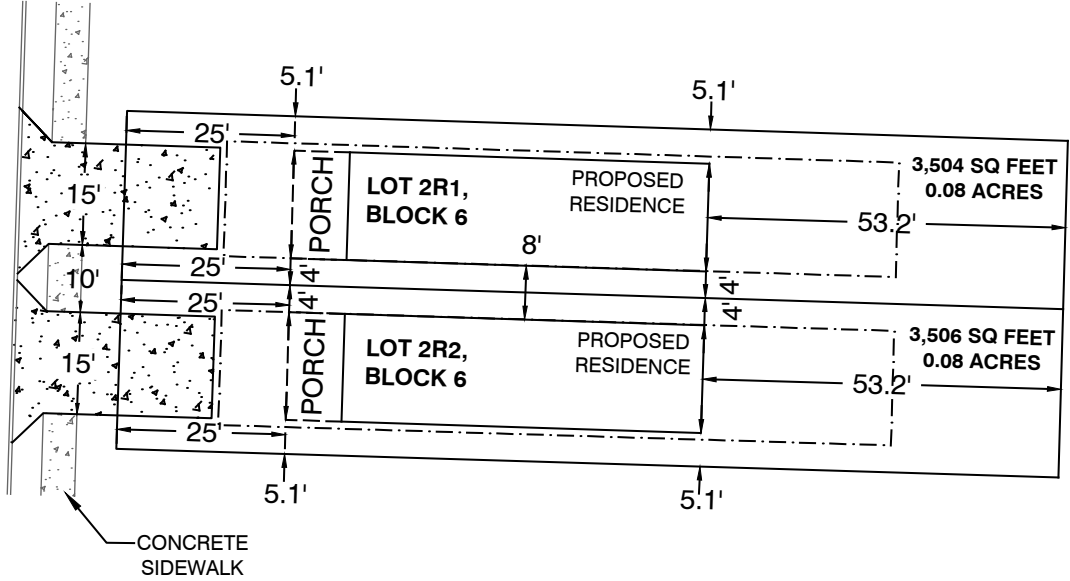 5.1'
5.1'
25'
3,504 SQ FEET
0.08 ACRES
15'
PORCH
LOT 2R1,
BLOCK 6
PROPOSED
RESIDENCE
53.2'
8'
25'
4'
10'
4'
25'
4'
4'
3,506 SQ FEET
0.08 ACRES
15'
PORCH
LOT 2R2,
BLOCK 6
PROPOSED
RESIDENCE
53.2'
25'
5.1'
5.1'
CONCRETE
SIDEWALK